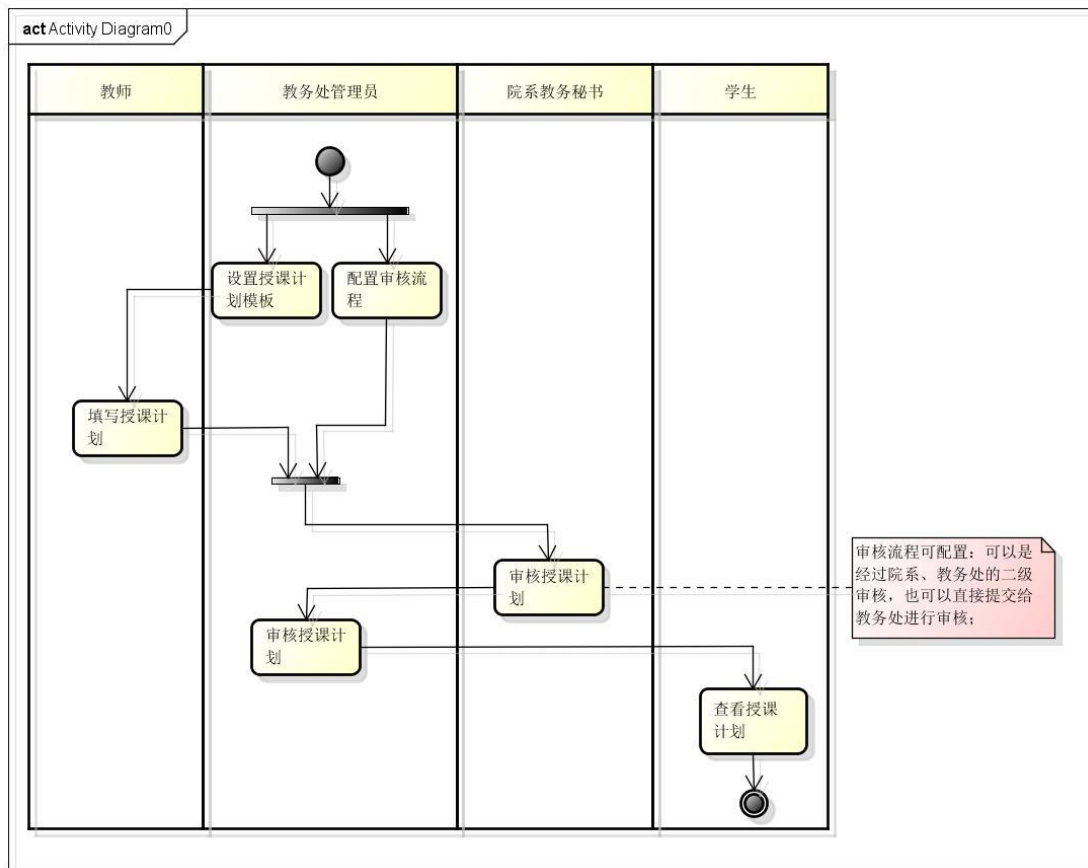 act Activity Diagram0
教师 教务处管理员 院系教务秘书 学生
设置授课计
划模板
配置审核流
程
填写授课计
划
审核授课计
划
审核流程可配置：可以是
经过院系、教务处的二级
审核，也可以直接提交给
教务处进行审核；
审核授课计
划
查看授课
计划